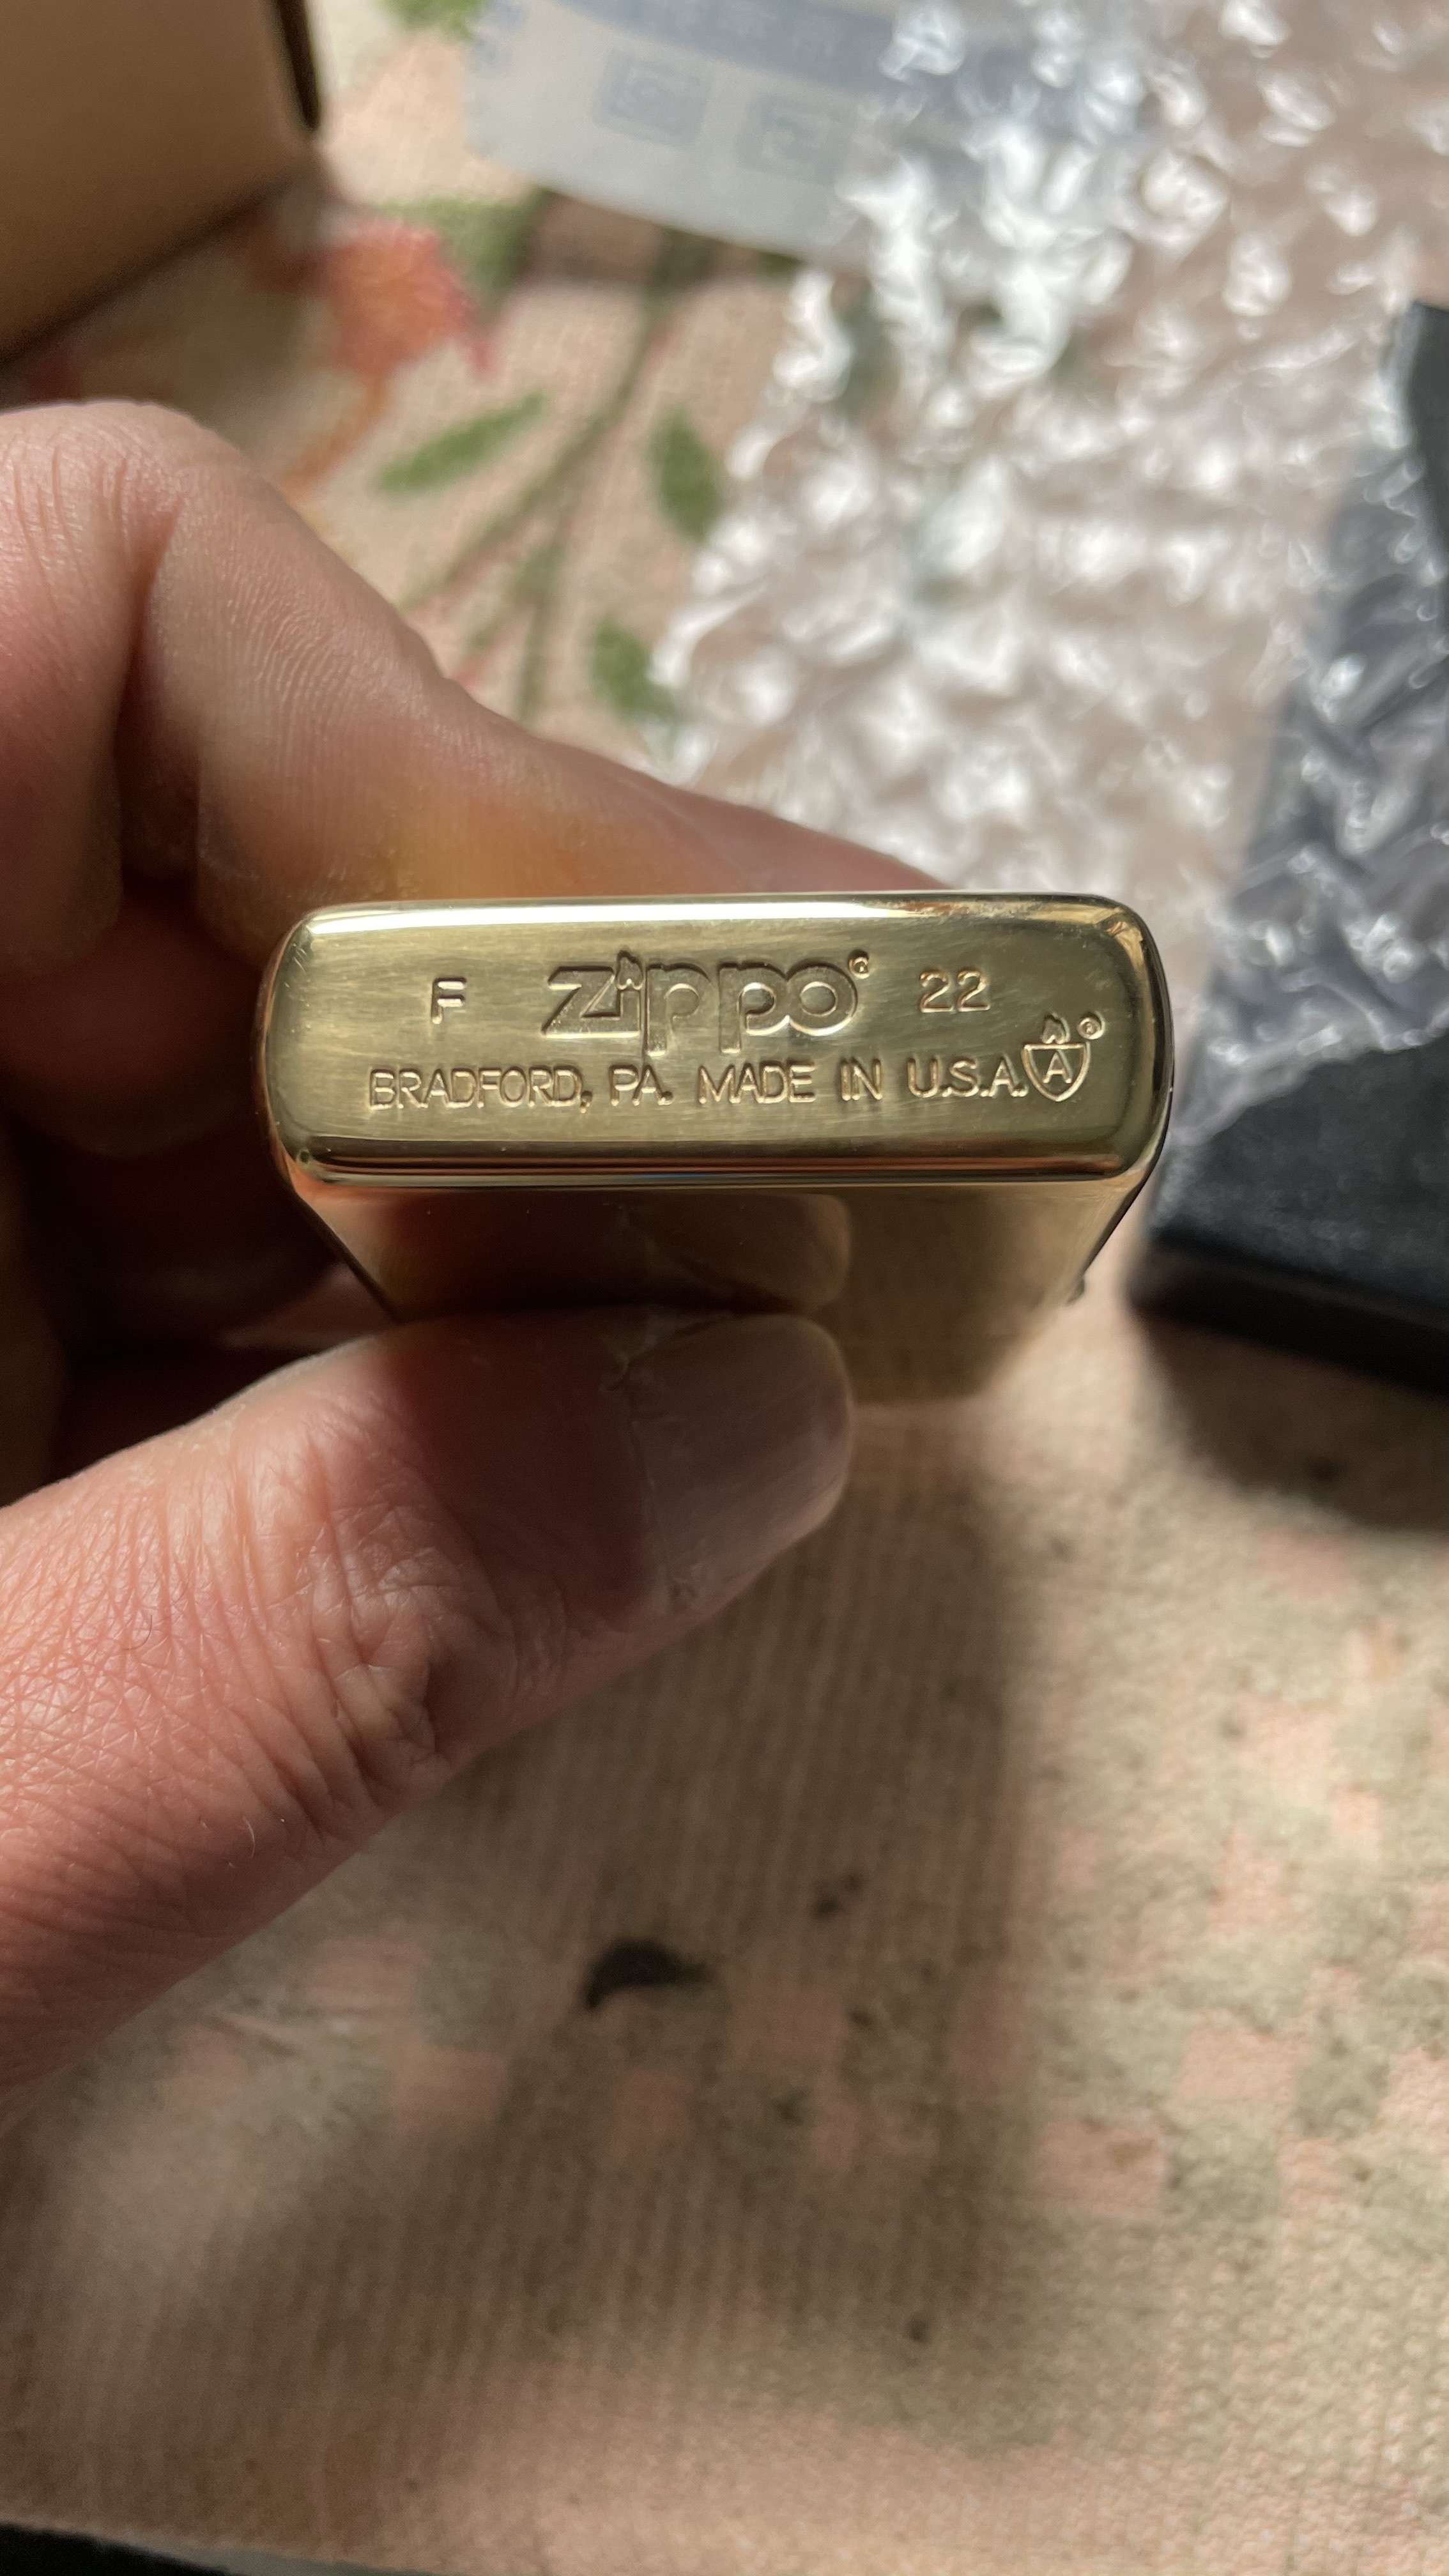 F zippo® 22
BRADFORD, PA. MADE IN U.S.A. A®